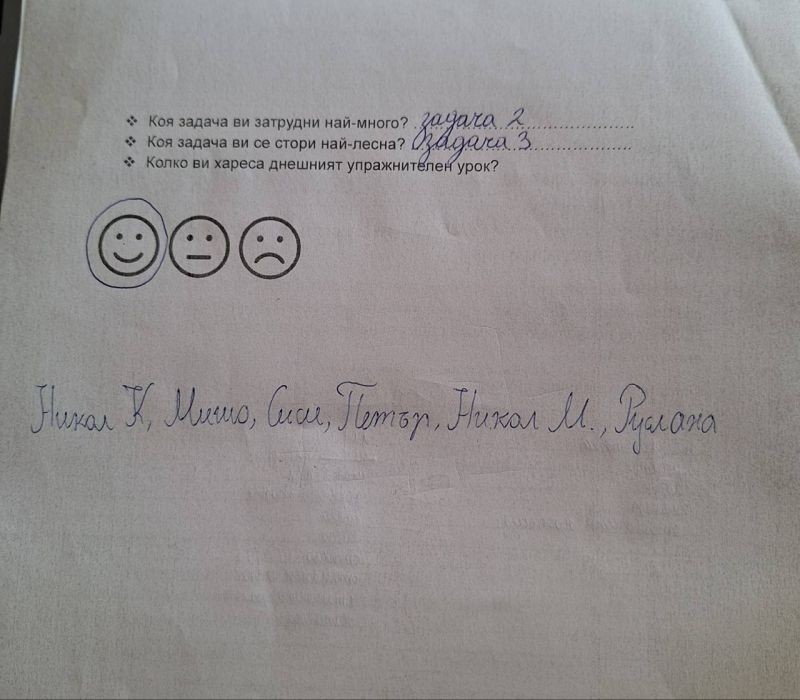 ❖ Коя задача ви затрудни най-много? задача 2
❖ Коя задача ви се стори най-лесна? задача 3
❖ Колко ви хареса днешният упражнителен урок?
Никол К, Мишо, Сиси, Петър, Никол М., Руслана